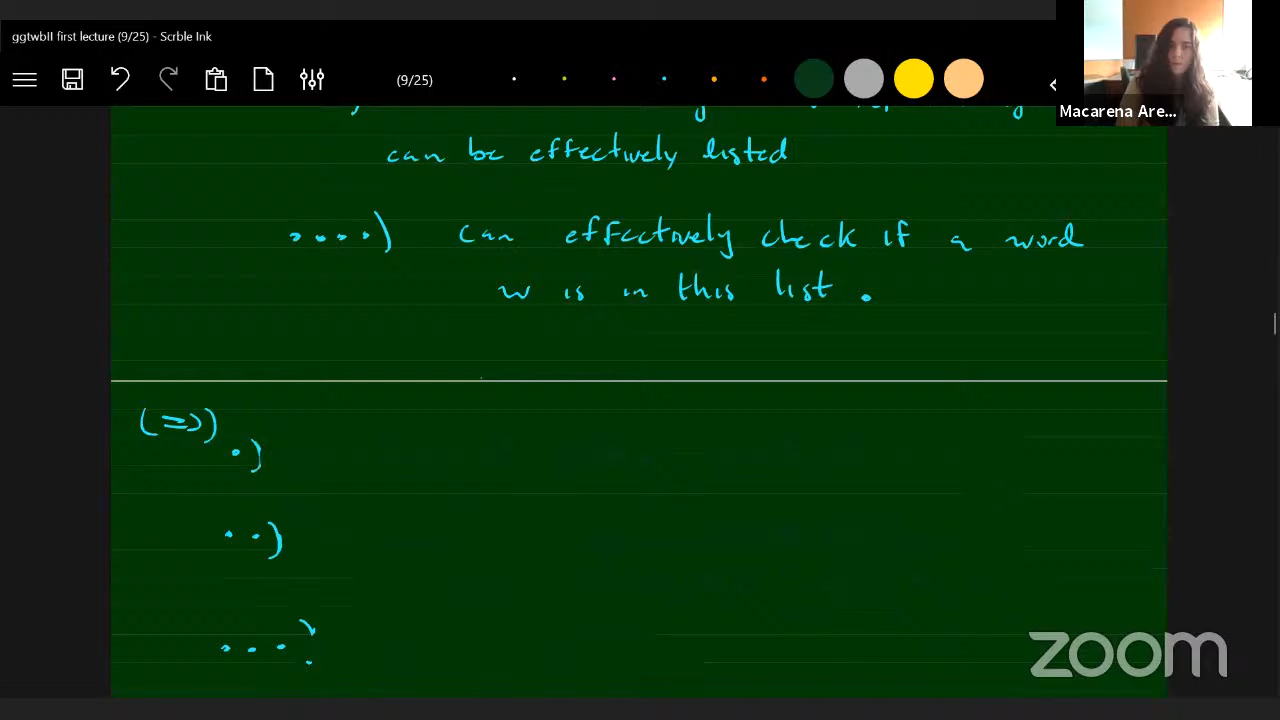 ggtwbII first lecture (9/25) - Scrble Ink
(9/25)
Macarena Are...
can be effectively listed
....) can effectively check if a word
w is in this list .
(=>)
.)
..)
...)
zoom